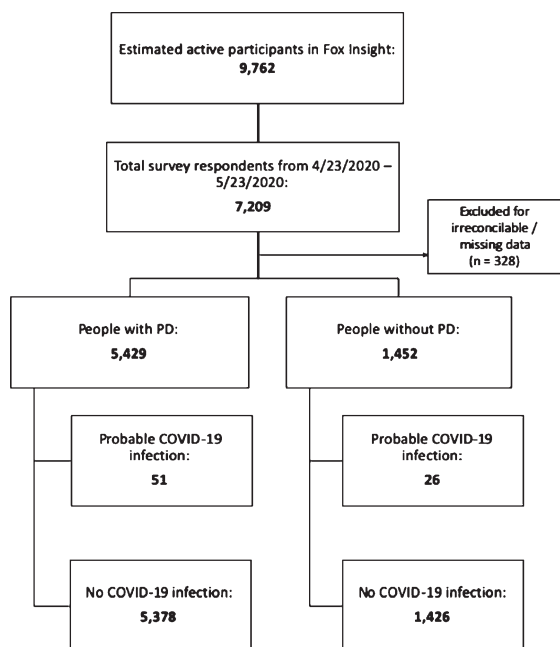 Estimated active participants in Fox Insight:
9,762
Total survey respondents from 4/23/2020 –
5/23/2020:
7,209
Excluded for
irreconcilable /
missing data
(n = 328)
People with PD:
5,429
People without PD:
1,452
Probable COVID-19
infection:
51
Probable COVID-19
infection:
26
No COVID-19 infection:
5,378
No COVID-19 infection:
1,426